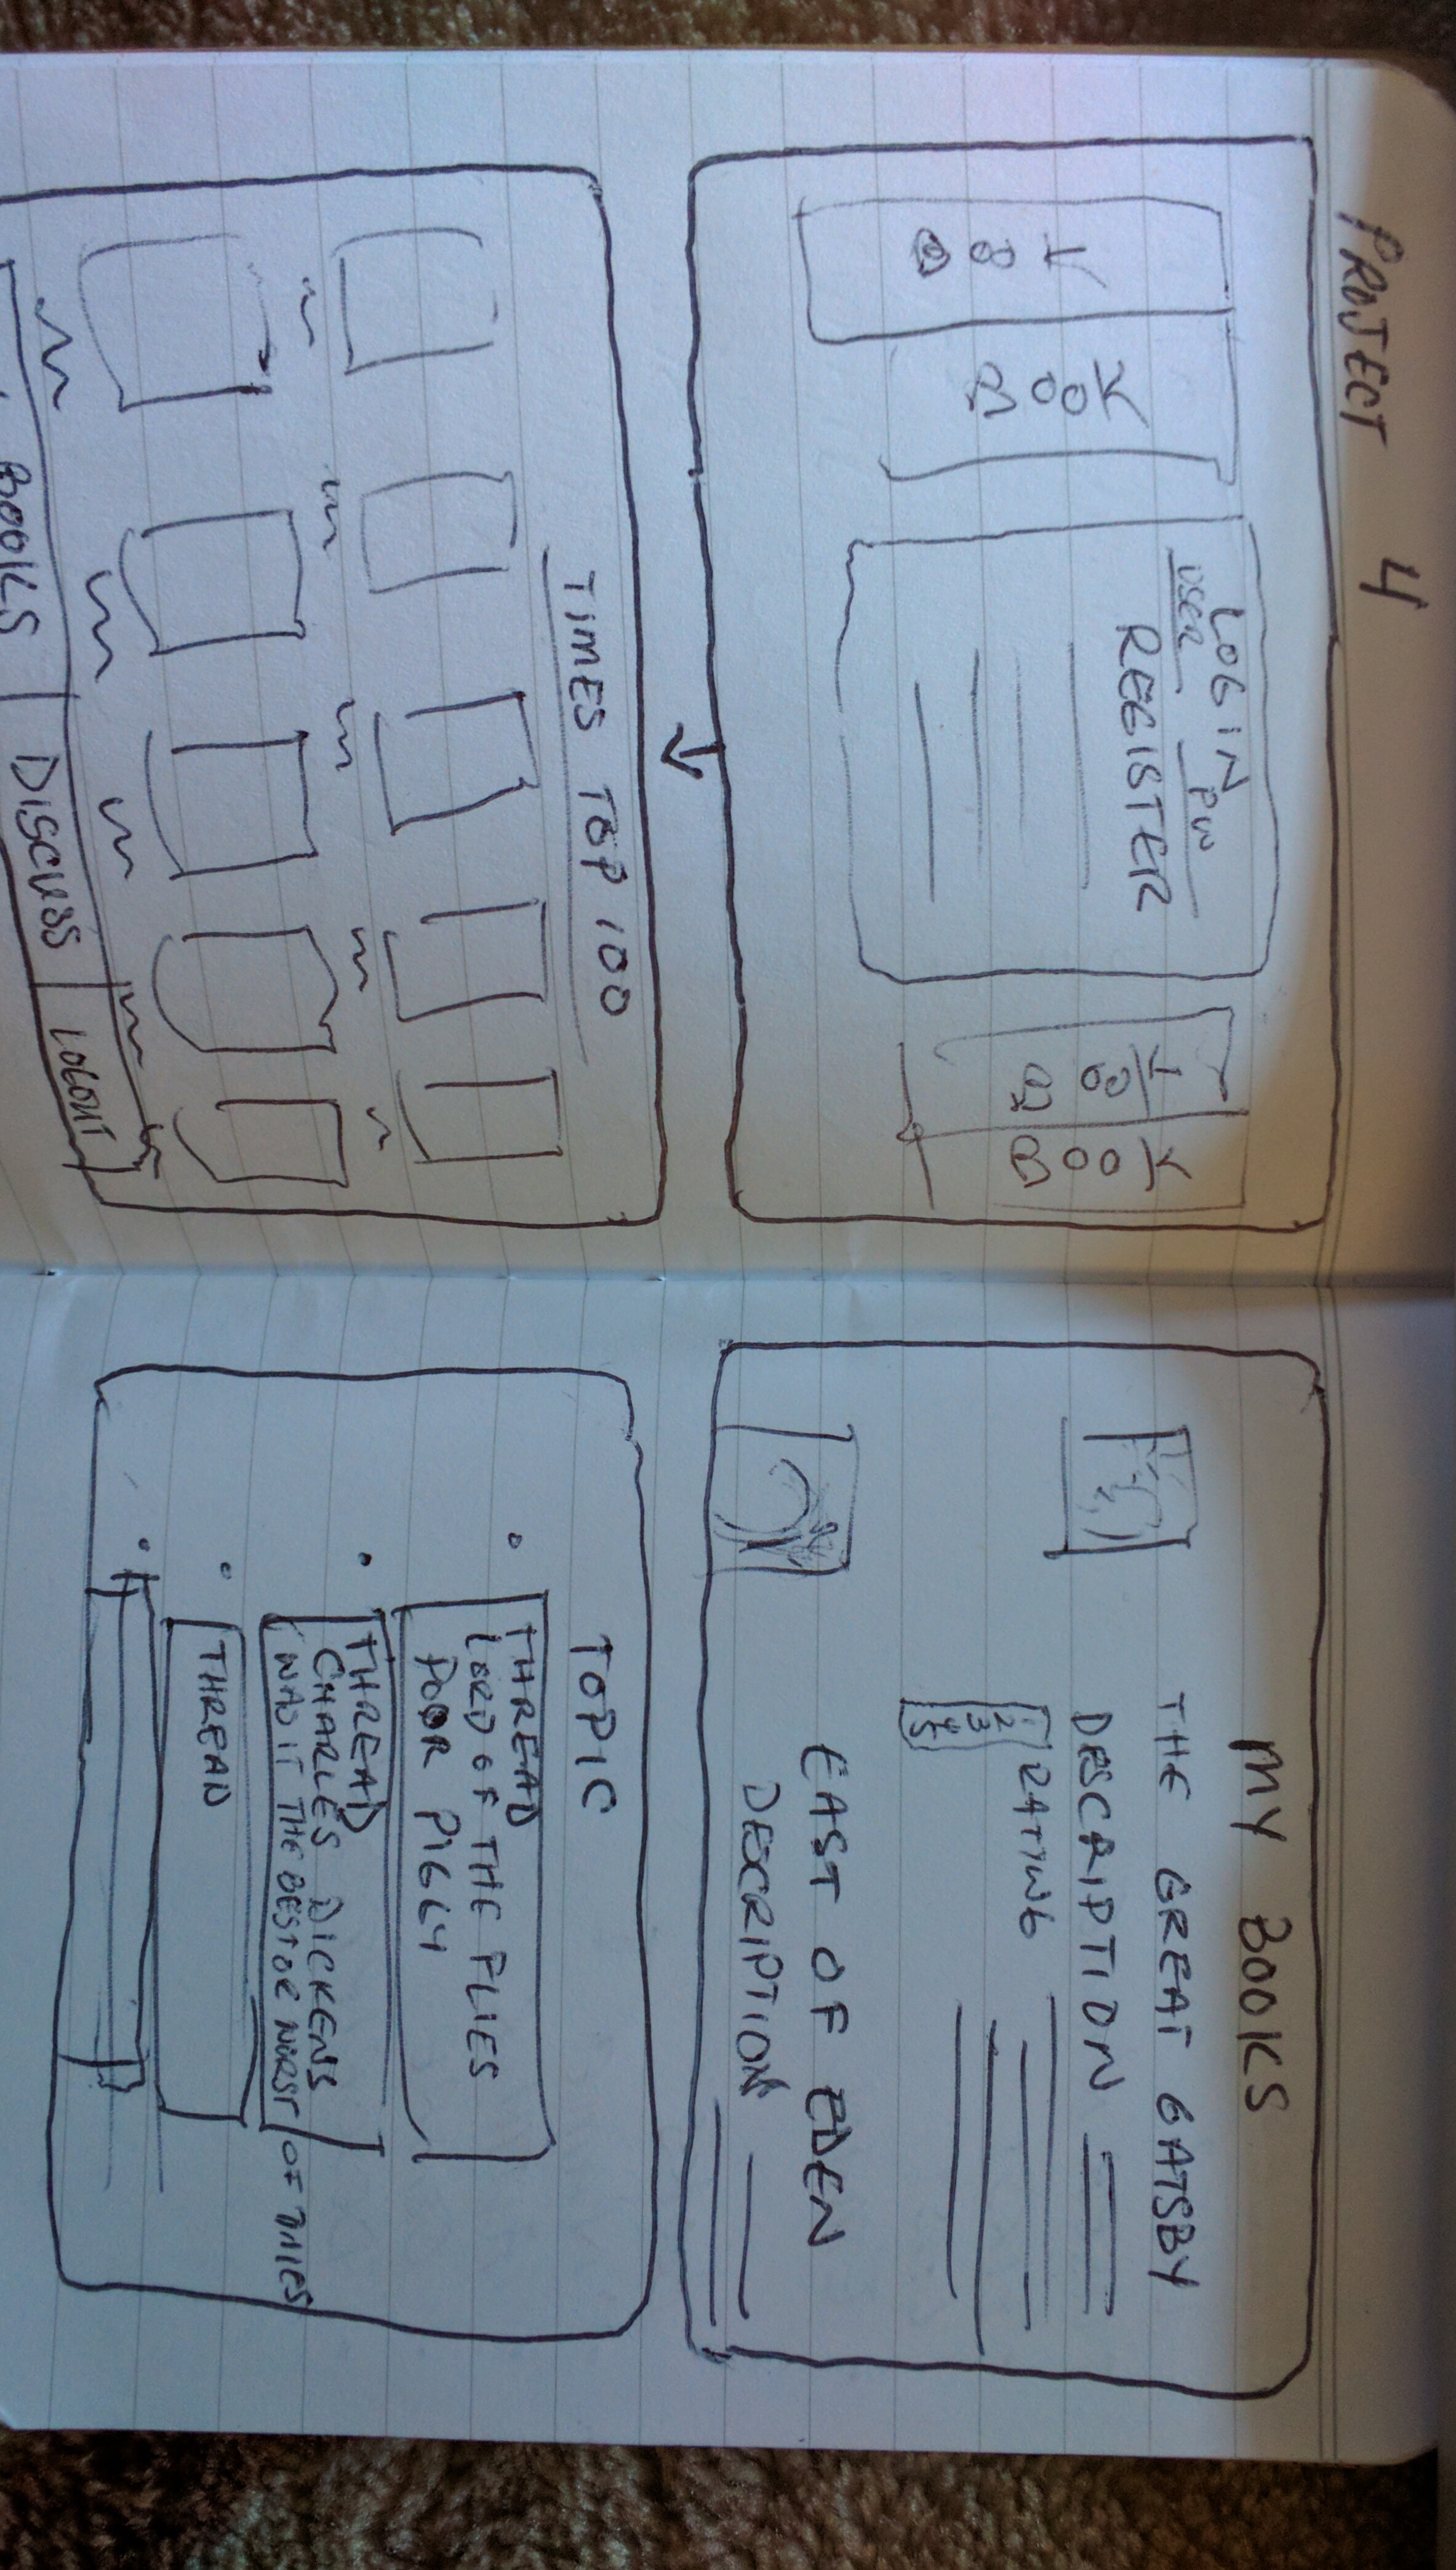 PROJECT 4
BOOK
BOOK
LOGIN
USER PW
REGISTER
BOOK
BOOK
TIMES TOP 100
BOOKS
DISCUSS
LOGOUT
MY BOOKS
THE GREAT GATSBY
DESCRIPTION
RATING
2
3
4
5
EAST OF EDEN
DESCRIPTION
TOPIC
THREAD
LORD OF THE FLIES
POOR PIGGY
THREAD
CHARLES DICKENS
WAS IT THE BEST OR WORST OF TIMES
THREAD